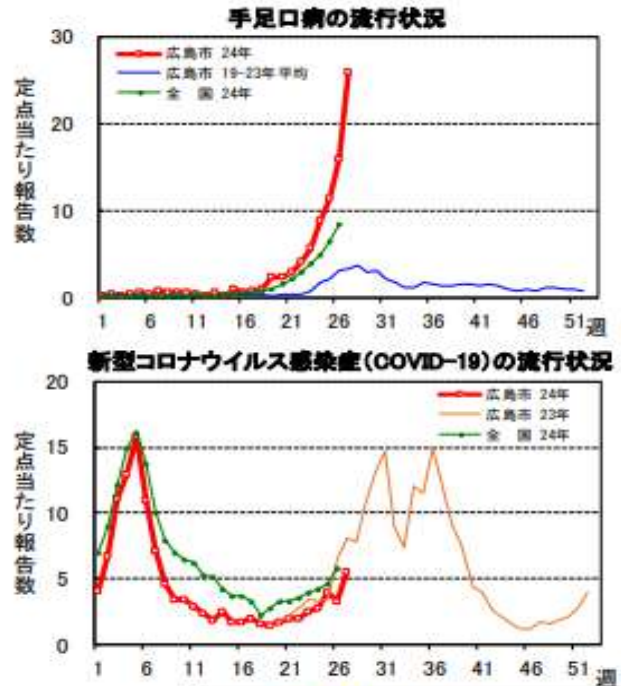 手足口病の流行状況
30
20
10
0
定点当たり報告数
広島市 24年
広島市 19-23年平均
全 国 24年
1 6 11 16 21 26 31 36 41 46 51 週
新型コロナウイルス感染症(COVID-19)の流行状況
20
15
10
5
0
定点当たり報告数
広島市 24年
広島市 23年
全 国 24年
1 6 11 16 21 26 31 36 41 46 51 週